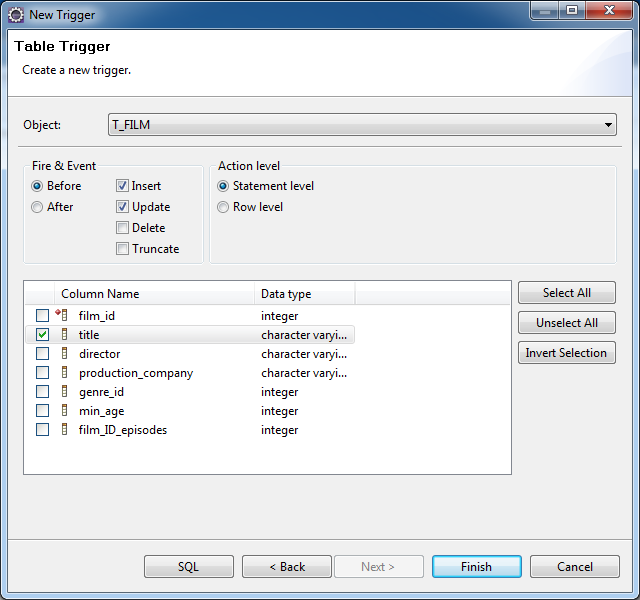 New Trigger
Table Trigger
Create a new trigger.
Object: T_FILM
Fire & Event Action level
Before Insert Statement level
After Update Row level
Delete
Truncate
Column Name Data type Select All
film_id integer
title character varyi... Unselect All
director character varyi... Invert Selection
production_company character varyi...
genre_id integer
min_age integer
film_ID_episodes integer
SQL < Back Next > Finish Cancel